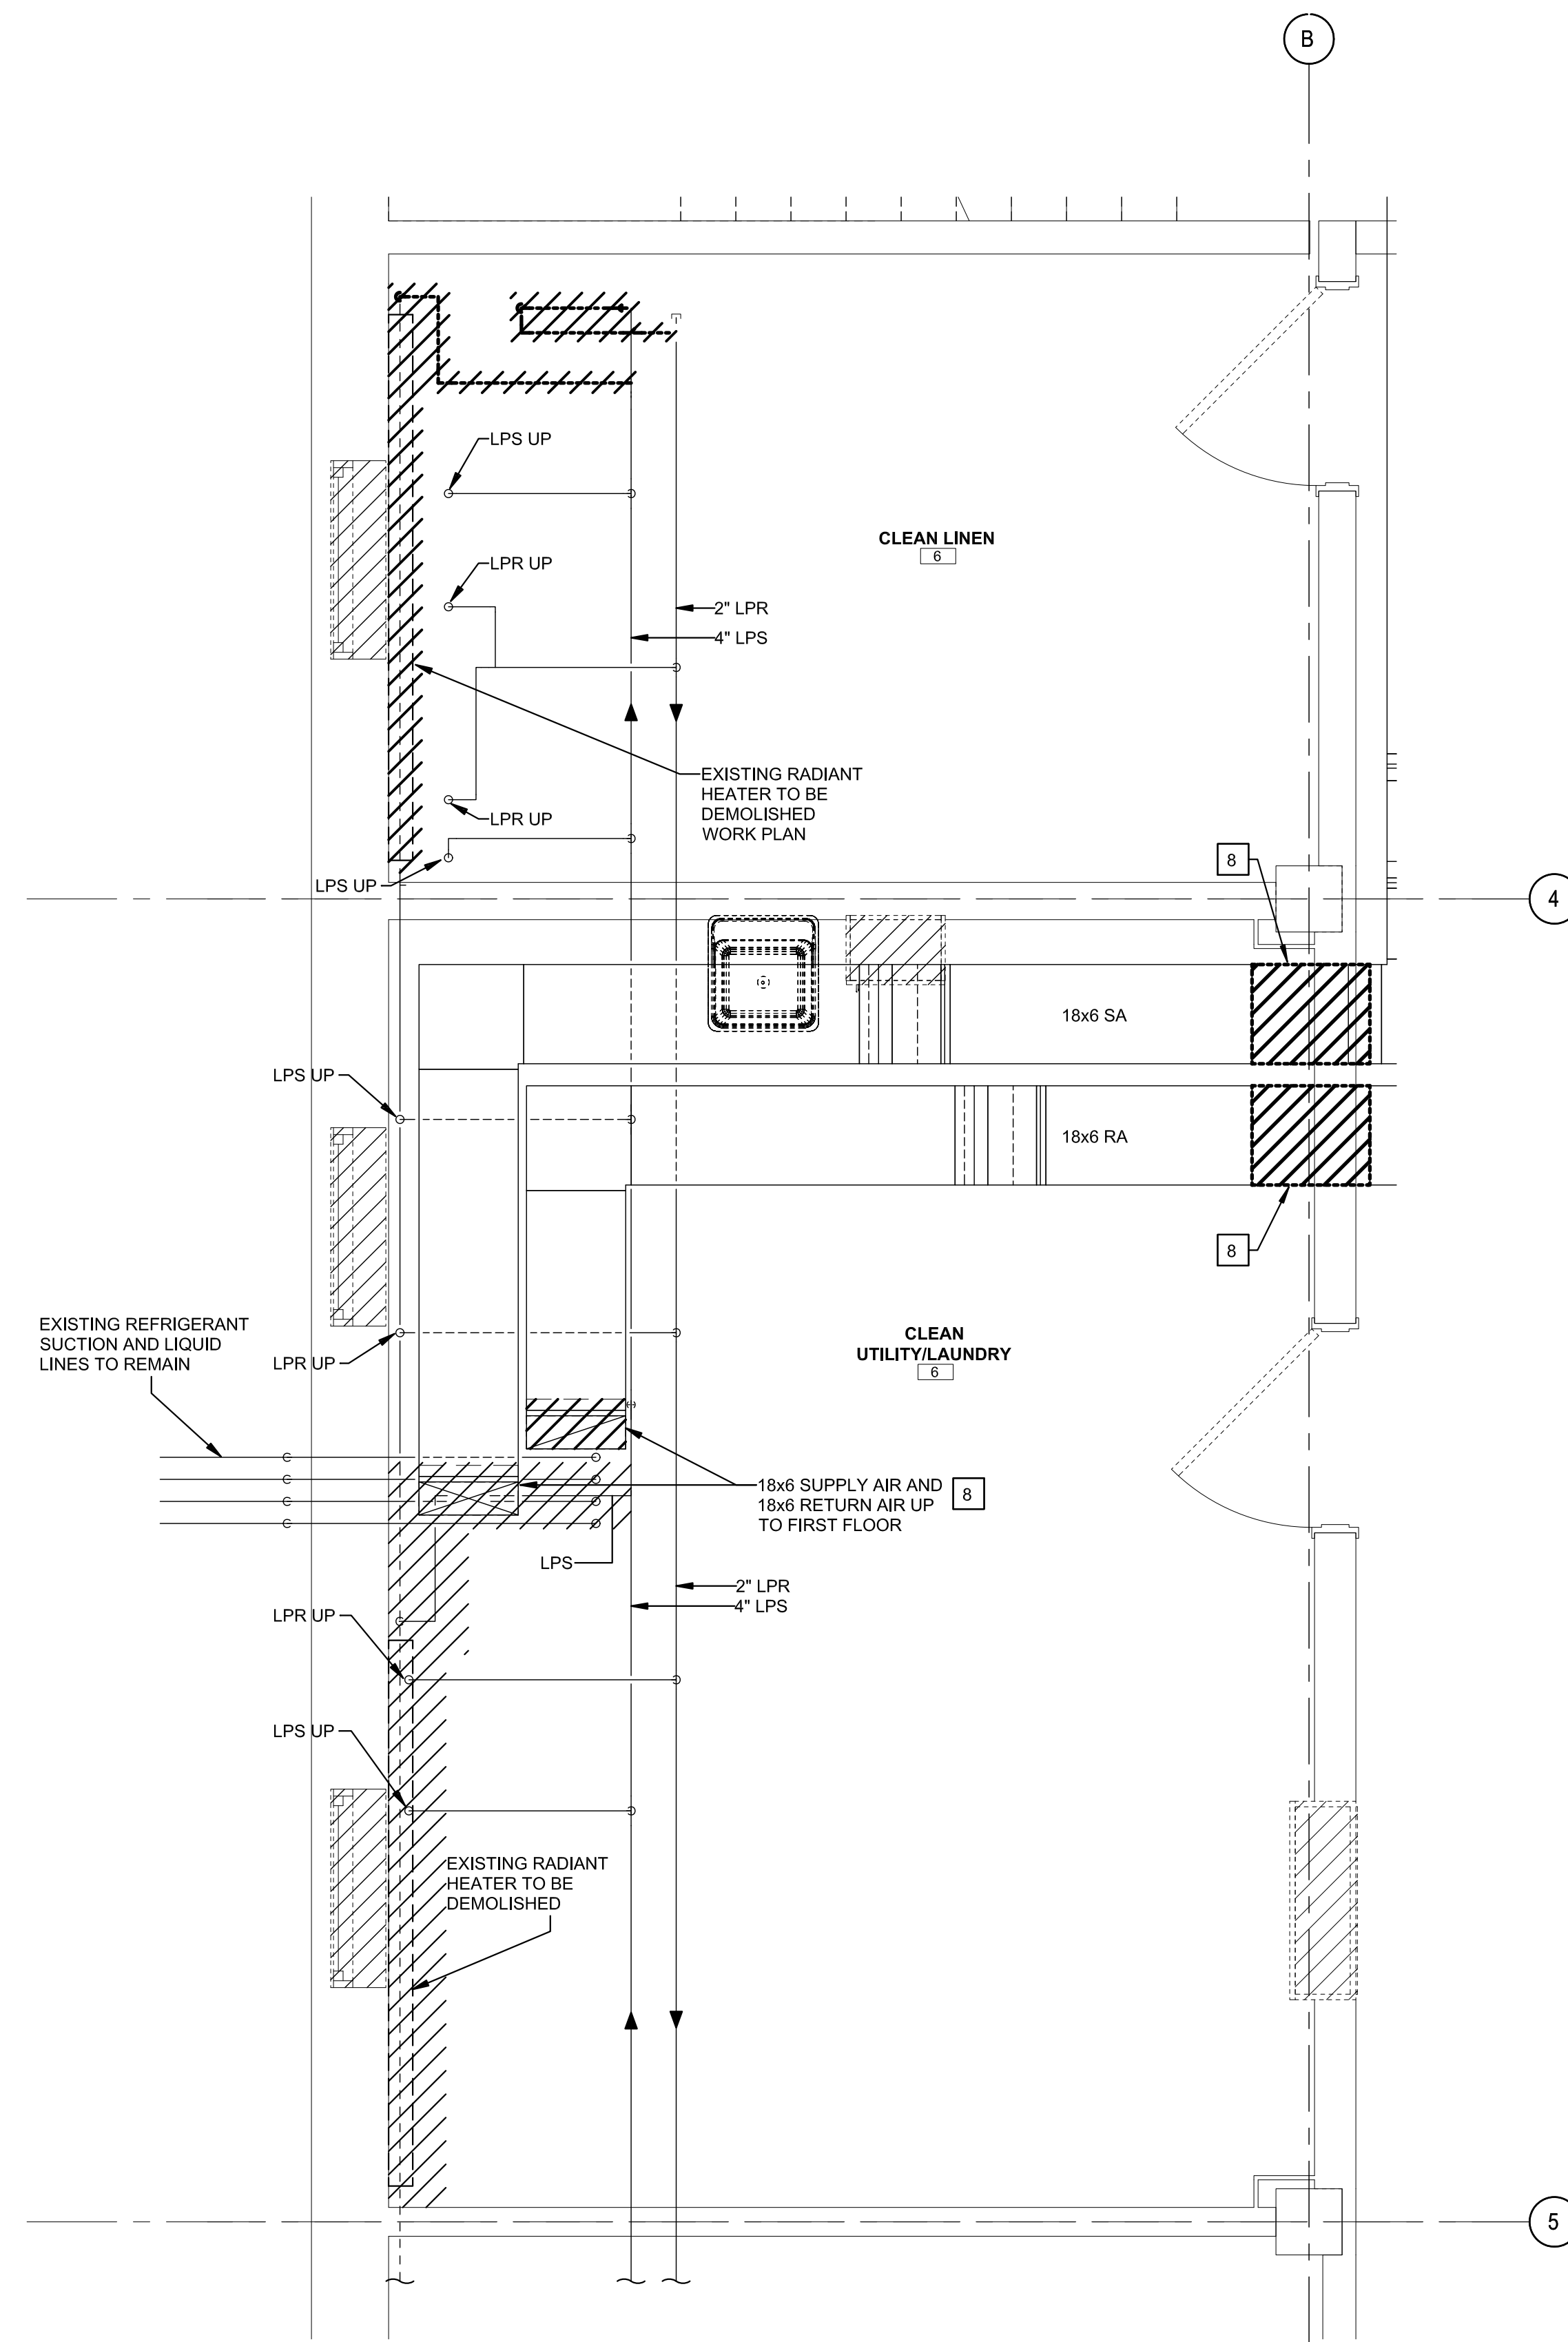 B
LPS UP
LPR UP
CLEAN LINEN
6
2" LPR
4" LPS
EXISTING RADIANT
HEATER TO BE
DEMOLISHED
WORK PLAN
LPR UP
LPS UP
8
4
18x6 SA
LPS UP
18x6 RA
8
EXISTING REFRIGERANT
SUCTION AND LIQUID
LINES TO REMAIN
LPR UP
CLEAN
UTILITY/LAUNDRY
6
18x6 SUPPLY AIR AND
18x6 RETURN AIR UP
TO FIRST FLOOR
8
LPS
2" LPR
4" LPS
LPR UP
LPS UP
EXISTING RADIANT
HEATER TO BE
DEMOLISHED
5